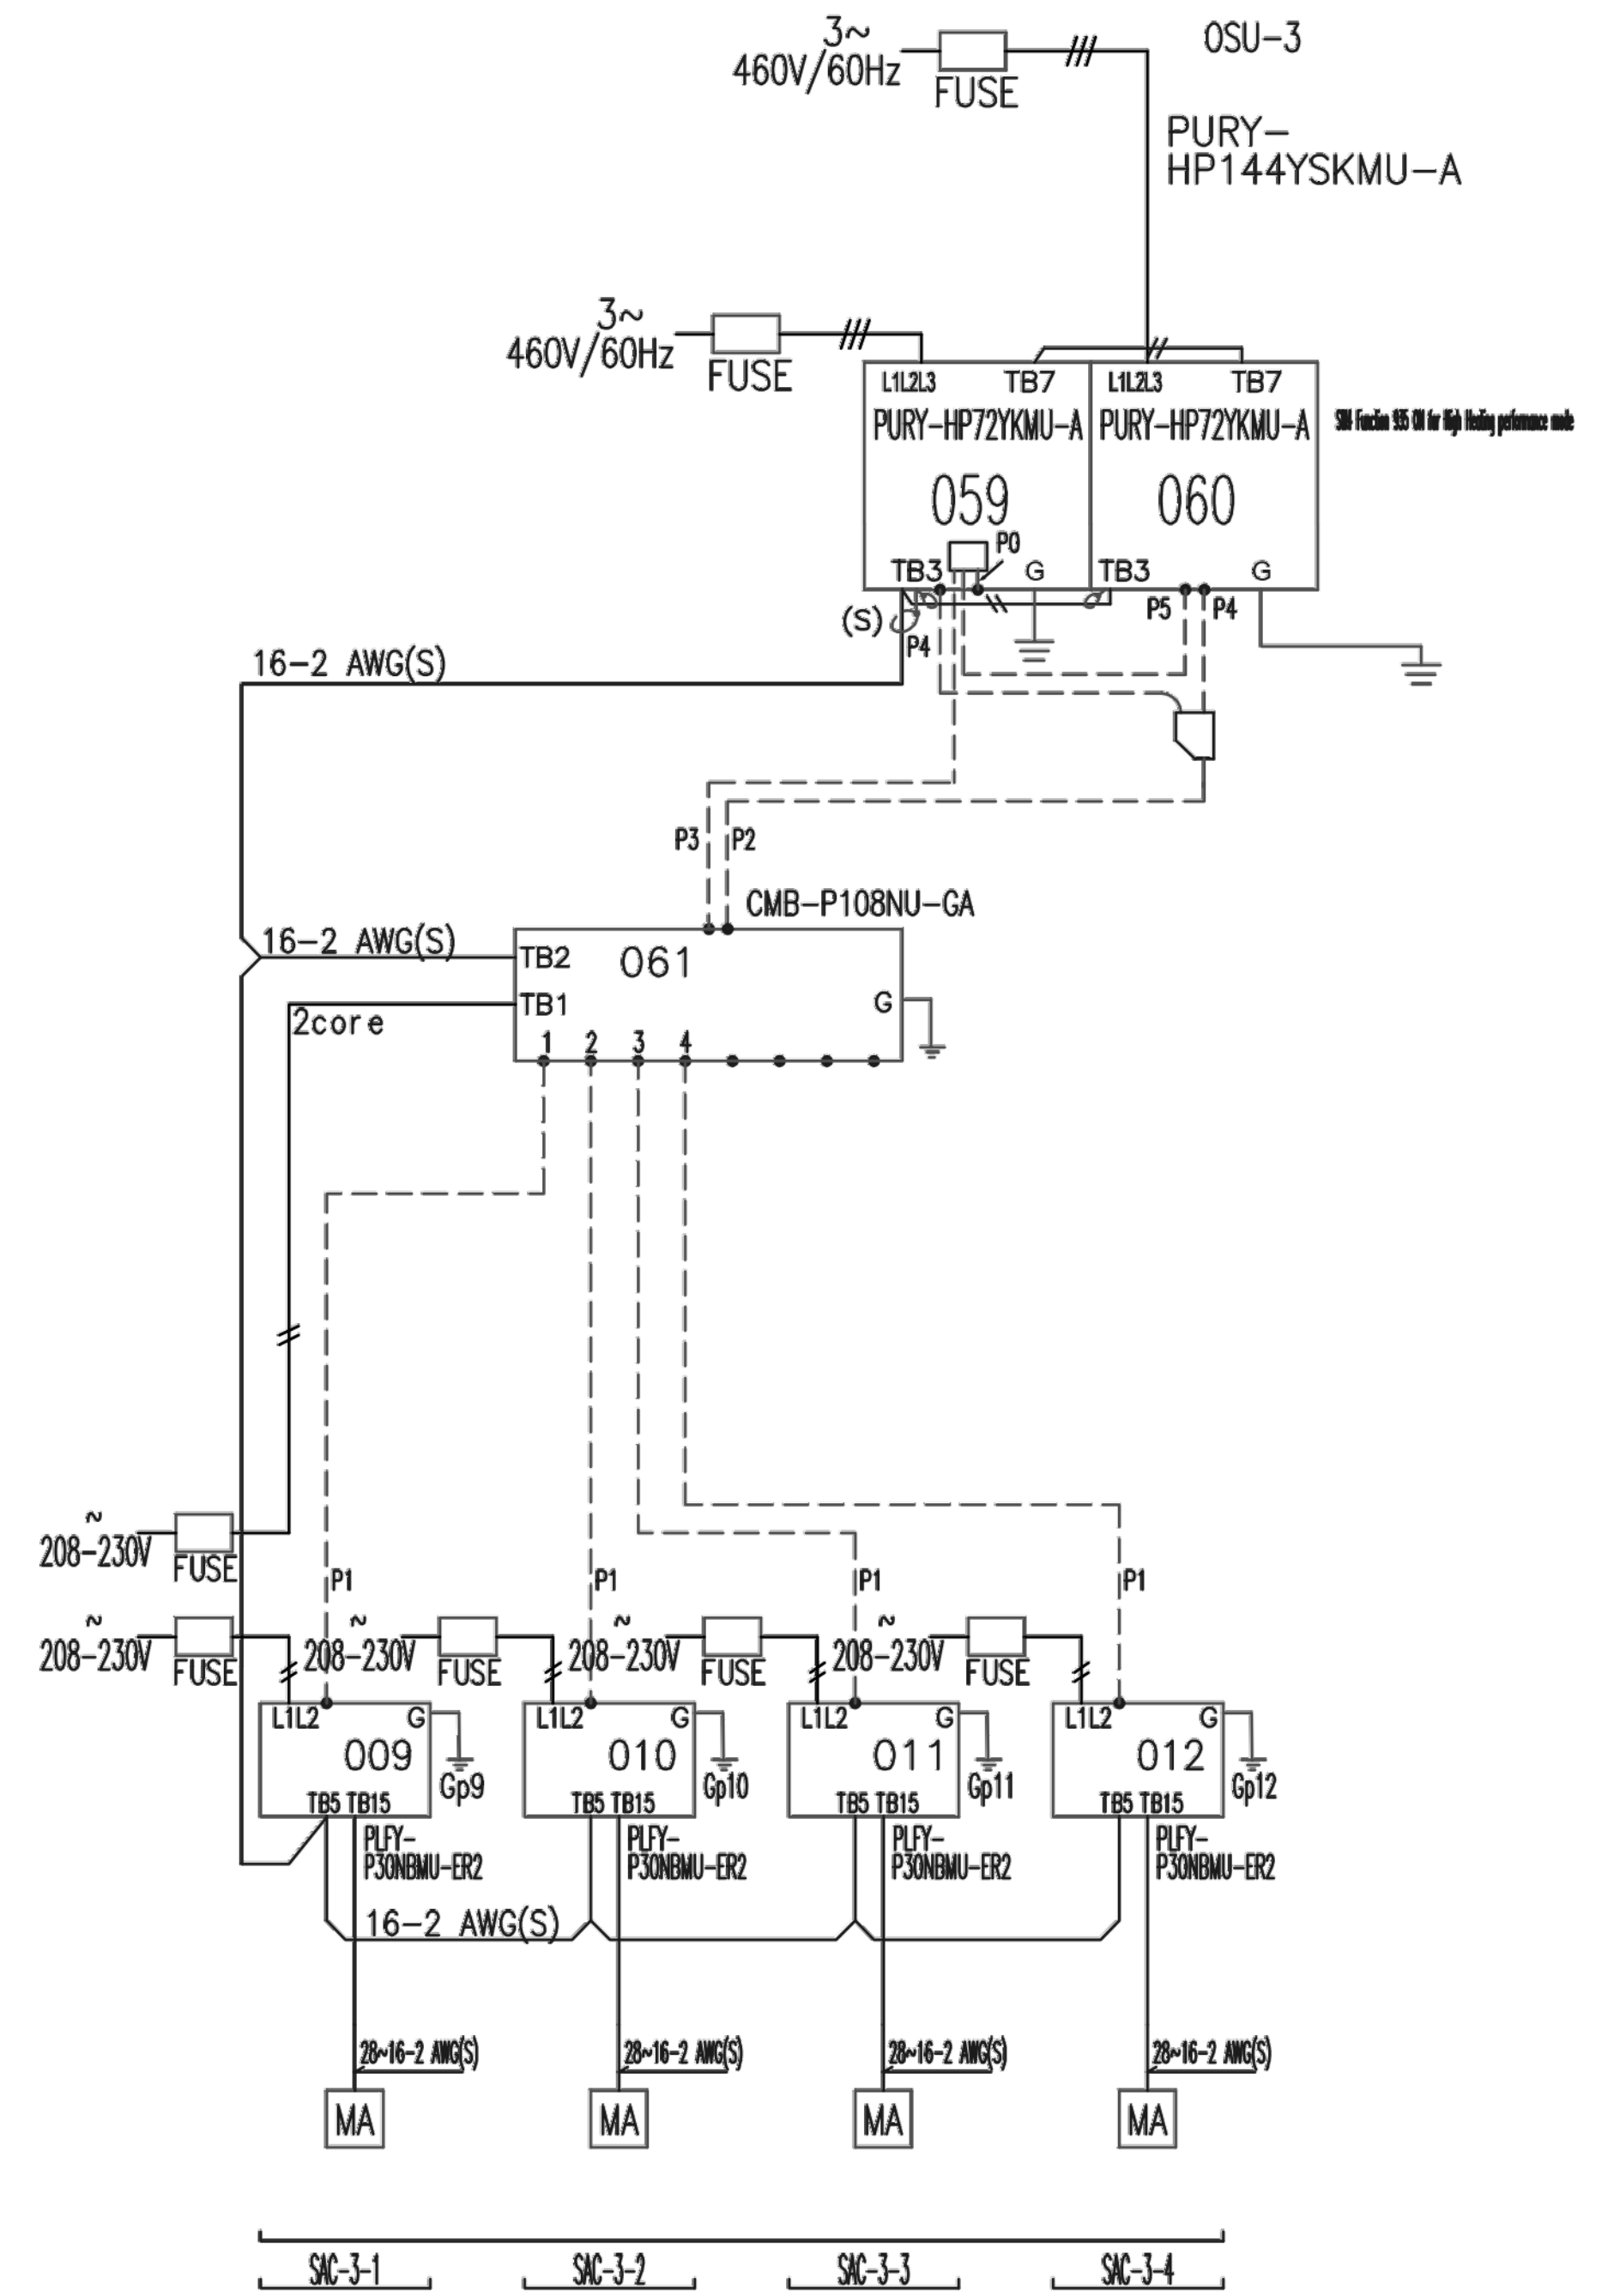 3~
460V/60Hz
FUSE
OSU-3
PURY-
HP144YSKMU-A
3~
460V/60Hz
FUSE
L1L2L3 TB7 L1L2L3 TB7
PURY-HP72YKMU-A PURY-HP72YKMU-A
Function ON for High Heating performance mode
059 060
P0
TB3 G TB3 G
(S) P5 P4
P4
16-2 AWG(S)
P3 P2
CMB-P108NU-GA
16-2 AWG(S)
TB2 061
TB1 G
2core
1 2 3 4
~
208-230V
FUSE
P1 P1 P1 P1
~ ~ ~ ~
208-230V 208-230V 208-230V 208-230V
FUSE FUSE FUSE FUSE
L1L2 G L1L2 G L1L2 G L1L2 G
009 010 011 012
Gp9 Gp10 Gp11 Gp12
TB5 TB15 TB5 TB15 TB5 TB15 TB5 TB15
PLFY- PLFY- PLFY- PLFY-
P30NBMU-ER2 P30NBMU-ER2 P30NBMU-ER2 P30NBMU-ER2
16-2 AWG(S)
28~16-2 AWG(S) 28~16-2 AWG(S) 28~16-2 AWG(S) 28~16-2 AWG(S)
MA MA MA MA
SAC-3-1 SAC-3-2 SAC-3-3 SAC-3-4